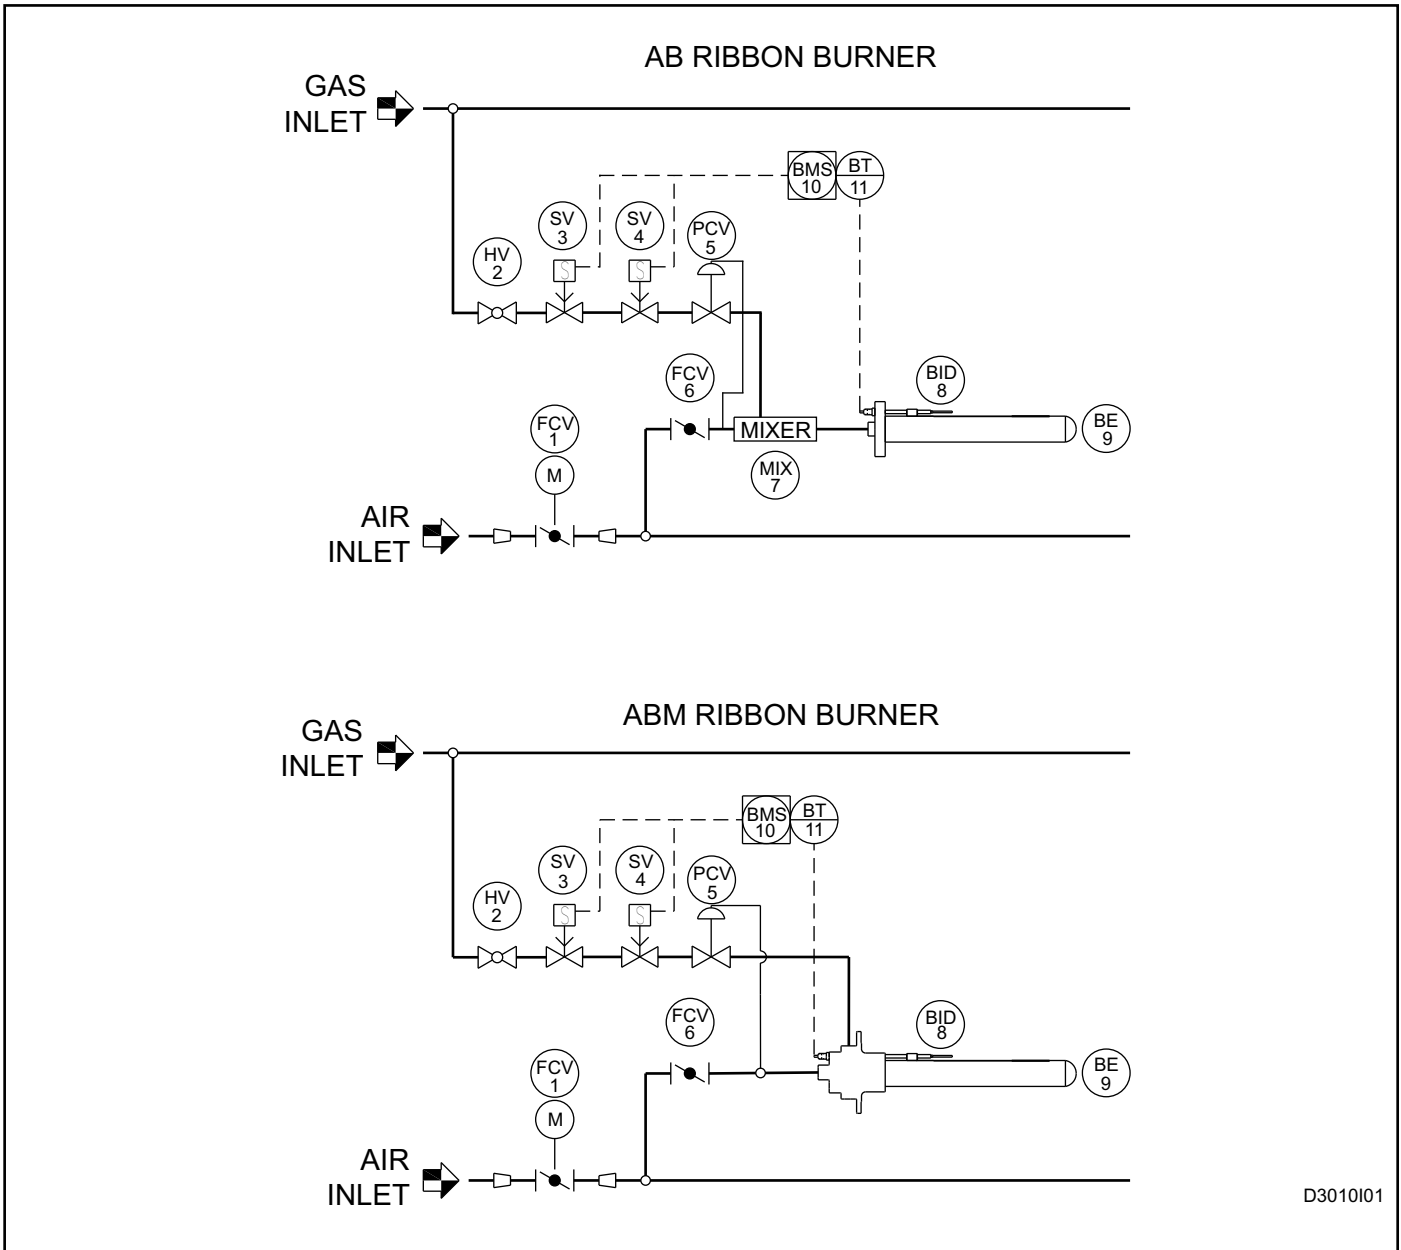 AB RIBBON BURNER
GAS
INLET
BMS
10
BT
11
SV
3
SV
4
PCV
5
HV
2
S
S
FCV
6
BID
8
FCV
1
MIXER
BE
9
M
MIX
7
AIR
INLET
ABM RIBBON BURNER
GAS
INLET
BMS
10
BT
11
SV
3
SV
4
PCV
5
HV
2
S
S
FCV
6
BID
8
FCV
1
BE
9
M
AIR
INLET
D3010I01